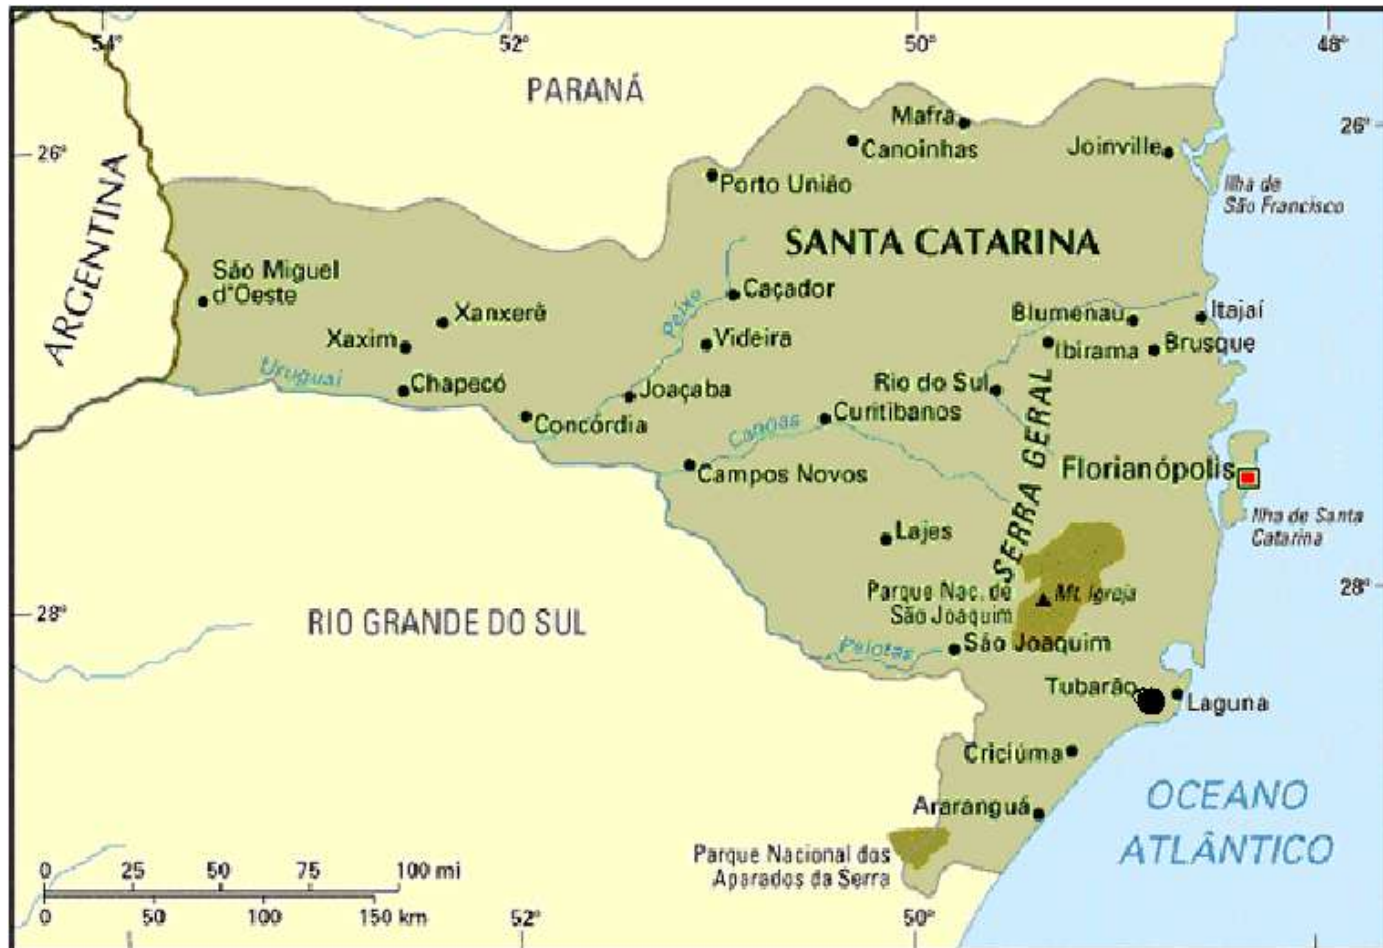 54°
52°
50°
48°
PARANÁ
Mafra
Canoinhas
Joinville
26°
26°
Porto União
Ilha de
São Francisco
ARGENTINA
SANTA CATARINA
São Miguel
d'Oeste
Caçador
Peixe
Xanxerê
Blumenau
Itajaí
Xaxim
Videira
Ibirama
Brusque
Uruguai
Chapecó
Joaçaba
Rio do Sul
Concórdia
Curitibanos
Canoas
SERRA GERAL
Campos Novos
Florianópolis
Ilha de Santa
Catarina
Lajes
28°
28°
Parque Nac. de
São Joaquim
Mt. Igreja
RIO GRANDE DO SUL
Pelotas
São Joaquim
Tubarão
Laguna
Criciúma
Araranguá
OCEANO
ATLÂNTICO
Parque Nacional dos
Aparados da Serra
0 25 50 75 100 mi
0 50 100 150 km
52°
50°